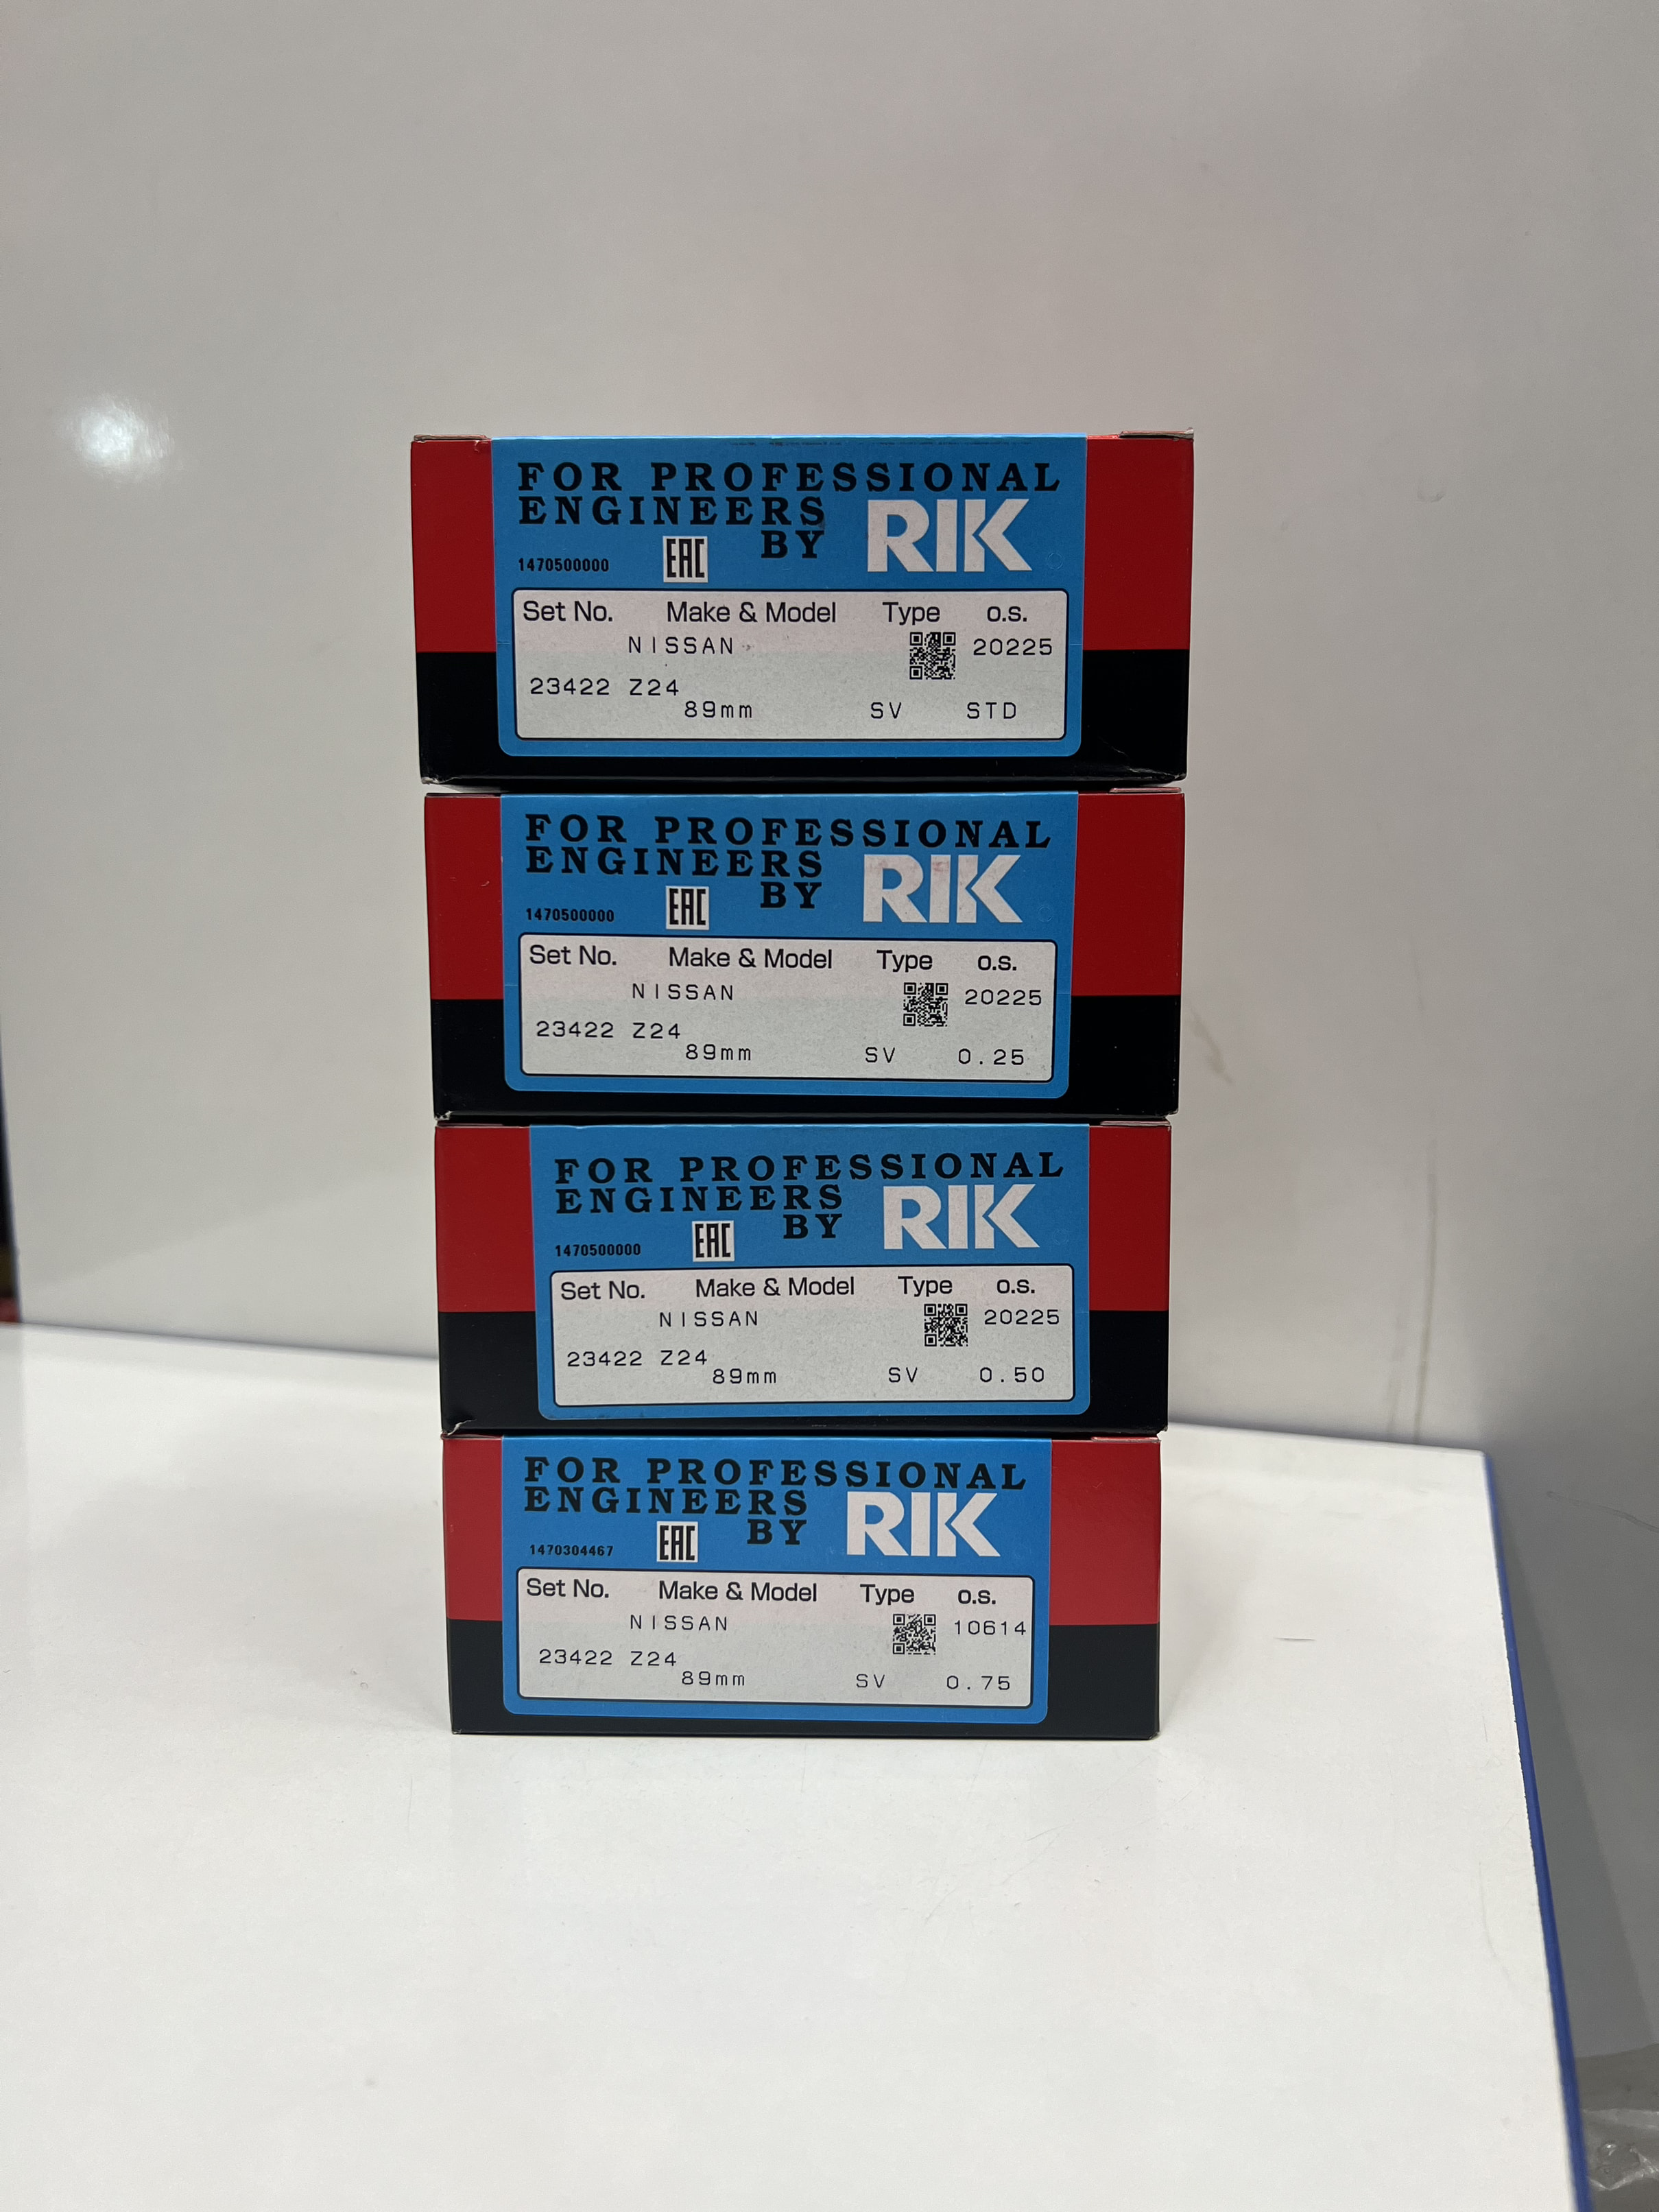 FOR PROFESSIONAL
ENGINEERS
BY RIK
1470500000 EAC
Set No. Make & Model Type o.s.
NISSAN 20225
23422 Z24
89mm SV STD
FOR PROFESSIONAL
ENGINEERS
BY RIK
1470500000 EAC
Set No. Make & Model Type o.s.
NISSAN 20225
23422 Z24
89mm SV 0.25
FOR PROFESSIONAL
ENGINEERS
BY RIK
1470500000 EAC
Set No. Make & Model Type o.s.
NISSAN 20225
23422 Z24
89mm SV 0.50
FOR PROFESSIONAL
ENGINEERS
BY RIK
1470304467 EAC
Set No. Make & Model Type o.s.
NISSAN 10614
23422 Z24
89mm SV 0.75